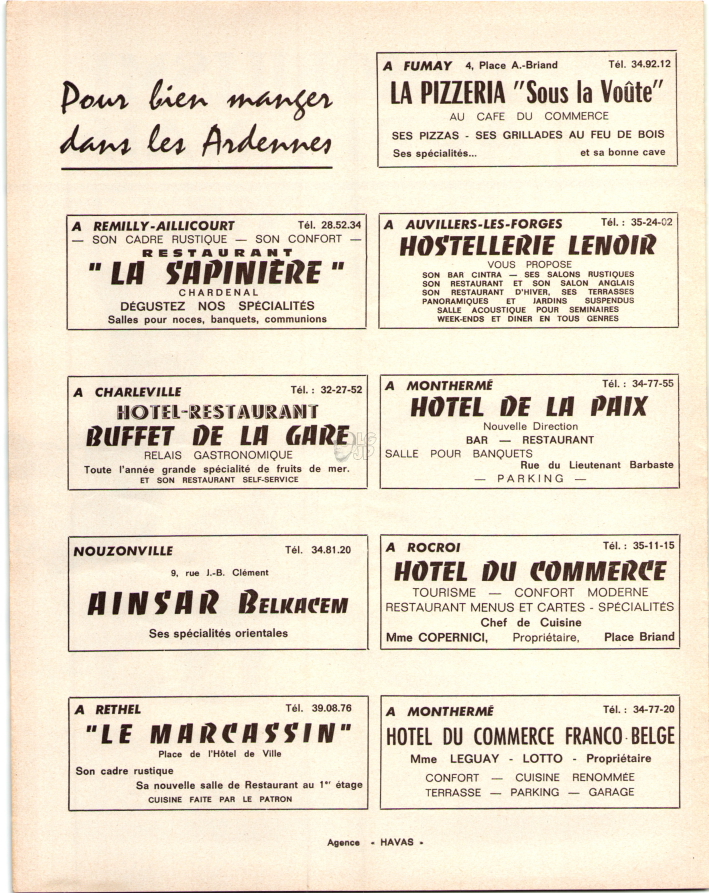 Pour bien manger
dans les Ardennes
A FUMAY 4, Place A.-Briand Tél. 34.92.12
LA PIZZERIA "Sous la Voûte"
AU CAFE DU COMMERCE
SES PIZZAS - SES GRILLADES AU FEU DE BOIS
Ses spécialités... et sa bonne cave
A REMILLY-AILLICOURT Tél. 28.52.34
— SON CADRE RUSTIQUE — SON CONFORT —
RESTAURANT
" LA SAPINIÈRE "
CHARDENAL
DÉGUSTEZ NOS SPÉCIALITÉS
Salles pour noces, banquets, communions
A AUVILLERS-LES-FORGES Tél. : 35-24-02
HOSTELLERIE LENOIR
VOUS PROPOSE
SON BAR CINTRA — SES SALONS RUSTIQUES
SON RESTAURANT ET SON SALON ANGLAIS
SON RESTAURANT D'HIVER, SES TERRASSES
PANORAMIQUES ET JARDINS SUSPENDUS
SALLE ACOUSTIQUE POUR SEMINAIRES
WEEK-ENDS ET DINER EN TOUS GENRES
A CHARLEVILLE Tél. : 32-27-52
HOTEL-RESTAURANT
BUFFET DE LA GARE
RELAIS GASTRONOMIQUE
Toute l'année grande spécialité de fruits de mer.
ET SON RESTAURANT SELF-SERVICE
A MONTHERMÉ Tél. : 34-77-55
HOTEL DE LA PAIX
Nouvelle Direction
BAR — RESTAURANT
SALLE POUR BANQUETS
Rue du Lieutenant Barbaste
— PARKING —
NOUZONVILLE Tél. 34.81.20
9, rue J.-B. Clément
AINSAR BELKACEM
Ses spécialités orientales
A ROCROI Tél. : 35-11-15
HOTEL DU COMMERCE
TOURISME — CONFORT MODERNE
RESTAURANT MENUS ET CARTES - SPÉCIALITÉS
Chef de Cuisine
Mme COPERNICI, Propriétaire, Place Briand
A RETHEL Tél. 39.08.76
"LE MARCASSIN"
Place de l'Hôtel de Ville
Son cadre rustique
Sa nouvelle salle de Restaurant au 1er étage
CUISINE FAITE PAR LE PATRON
A MONTHERMÉ Tél. : 34-77-20
HOTEL DU COMMERCE FRANCO-BELGE
Mme LEGUAY - LOTTO - Propriétaire
CONFORT — CUISINE RENOMMÉE
TERRASSE — PARKING — GARAGE
Agence - HAVAS -